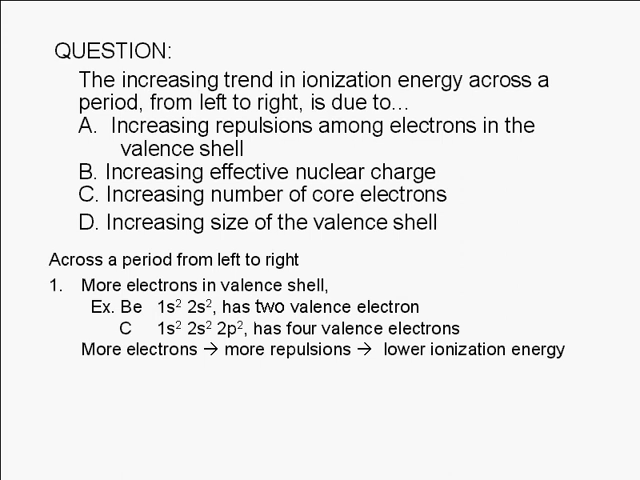 QUESTION:
The increasing trend in ionization energy across a
period, from left to right, is due to…
A. Increasing repulsions among electrons in the
valence shell
B. Increasing effective nuclear charge
C. Increasing number of core electrons
D. Increasing size of the valence shell
Across a period from left to right
1. More electrons in valence shell,
Ex. Be 1s² 2s², has two valence electron
C 1s² 2s² 2p², has four valence electrons
More electrons → more repulsions → lower ionization energy